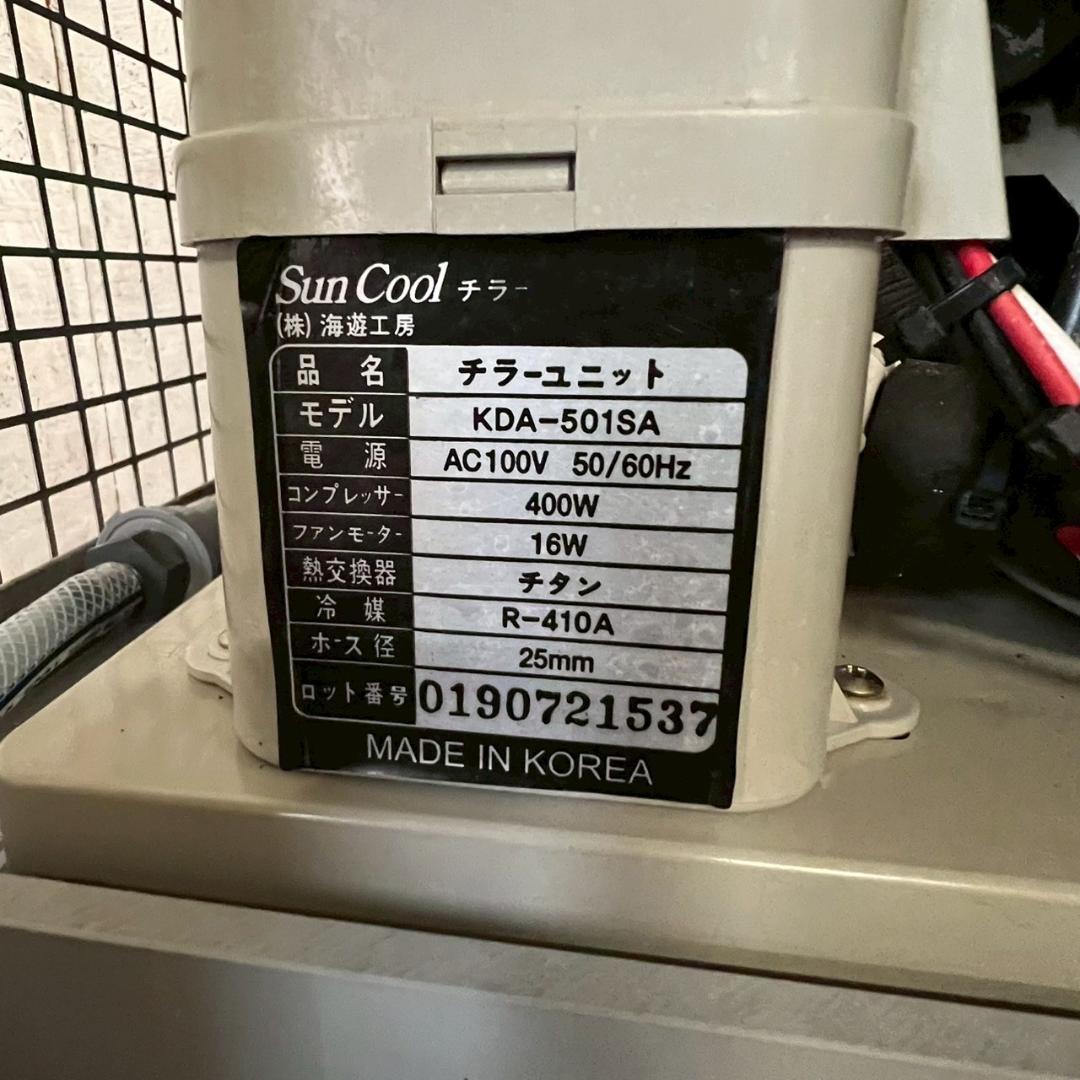 Sun Cool チラー
(株) 海遊工房
品 名 チラーユニット
モデル KDA-501SA
電 源 AC100V 50/60Hz
コンプレッサー 400W
ファンモーター 16W
熱交換器 チタン
冷 媒 R-410A
ホース径 25mm
ロット番号 0190721537
MADE IN KOREA